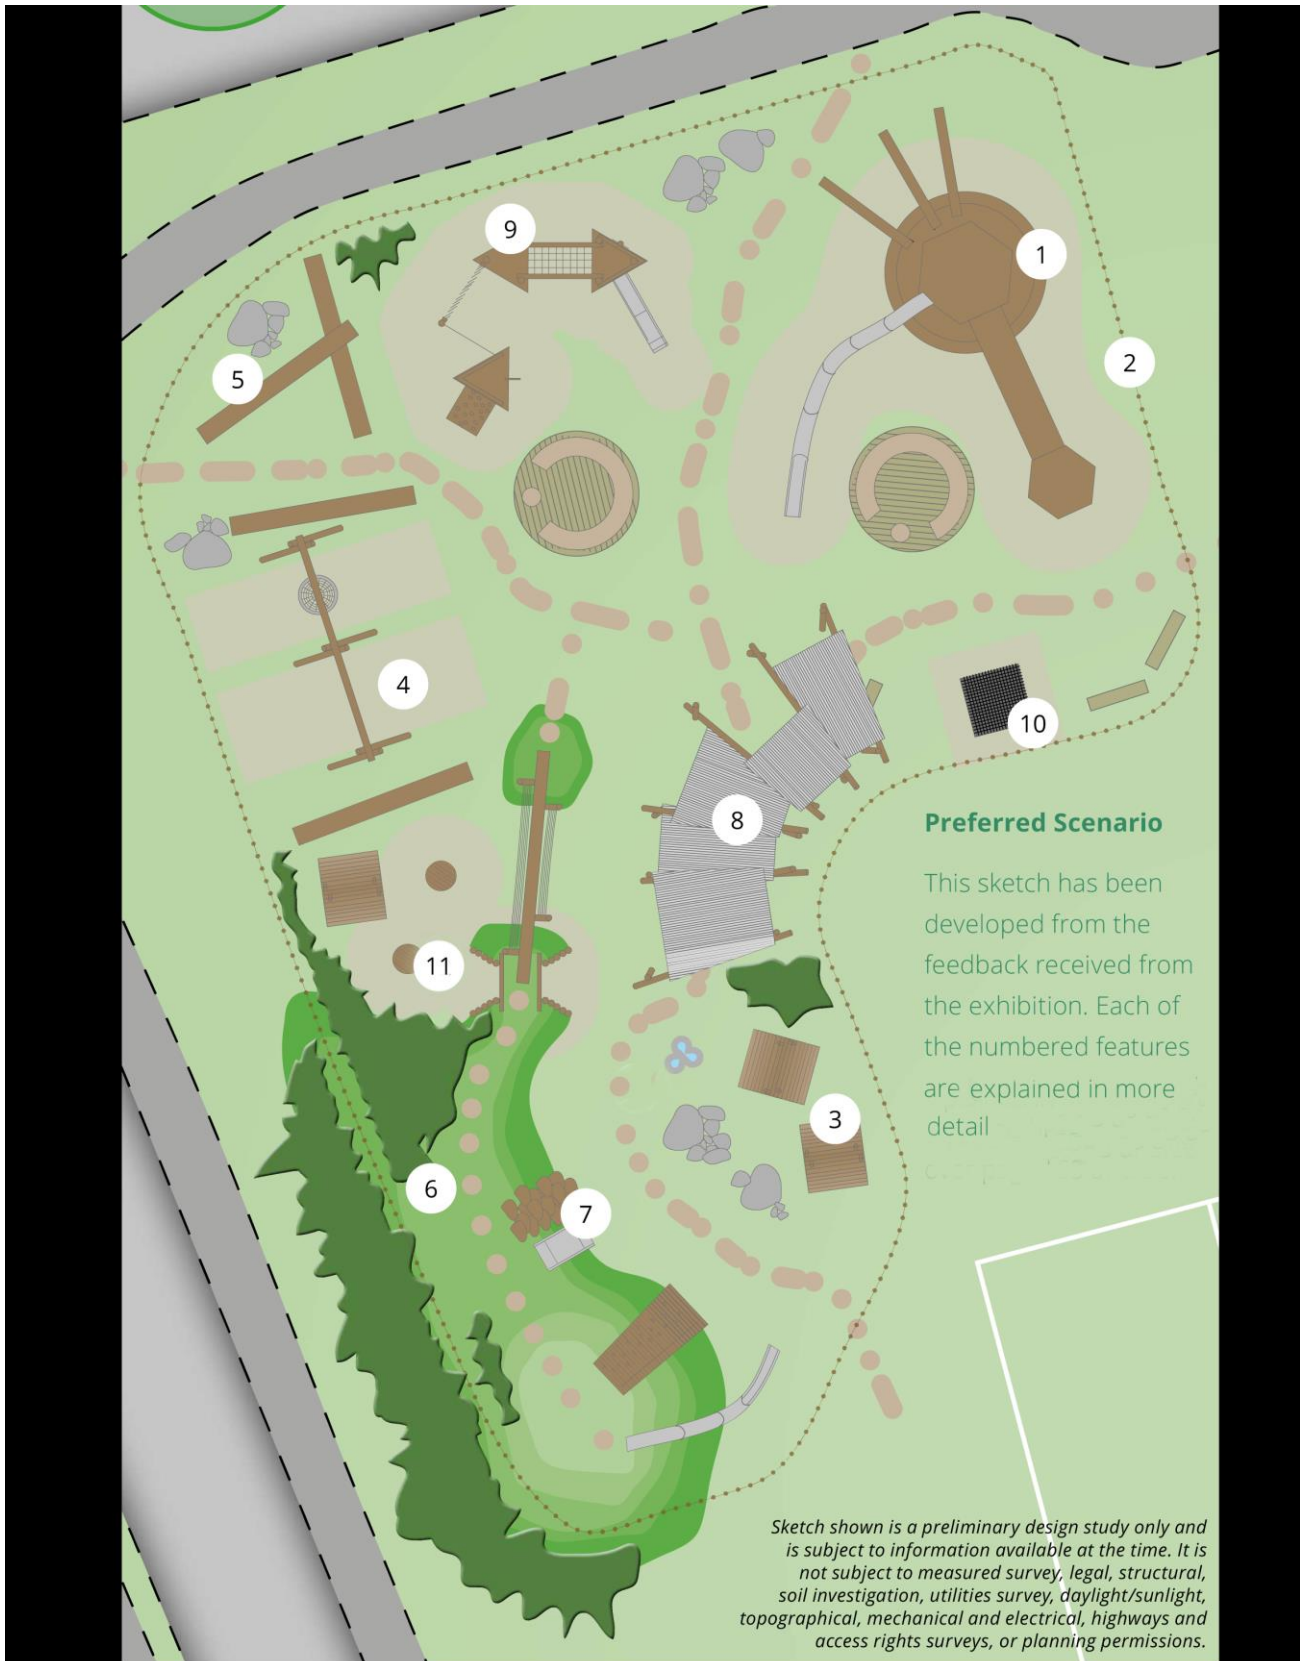 9
1
2
5
4
10
8
Preferred Scenario
This sketch has been
developed from the
feedback received from
the exhibition. Each of
the numbered features
are explained in more
detail
11
3
6
7
Sketch shown is a preliminary design study only and
is subject to information available at the time. It is
not subject to measured survey, legal, structural,
soil investigation, utilities survey, daylight/sunlight,
topographical, mechanical and electrical, highways and
access rights surveys, or planning permissions.